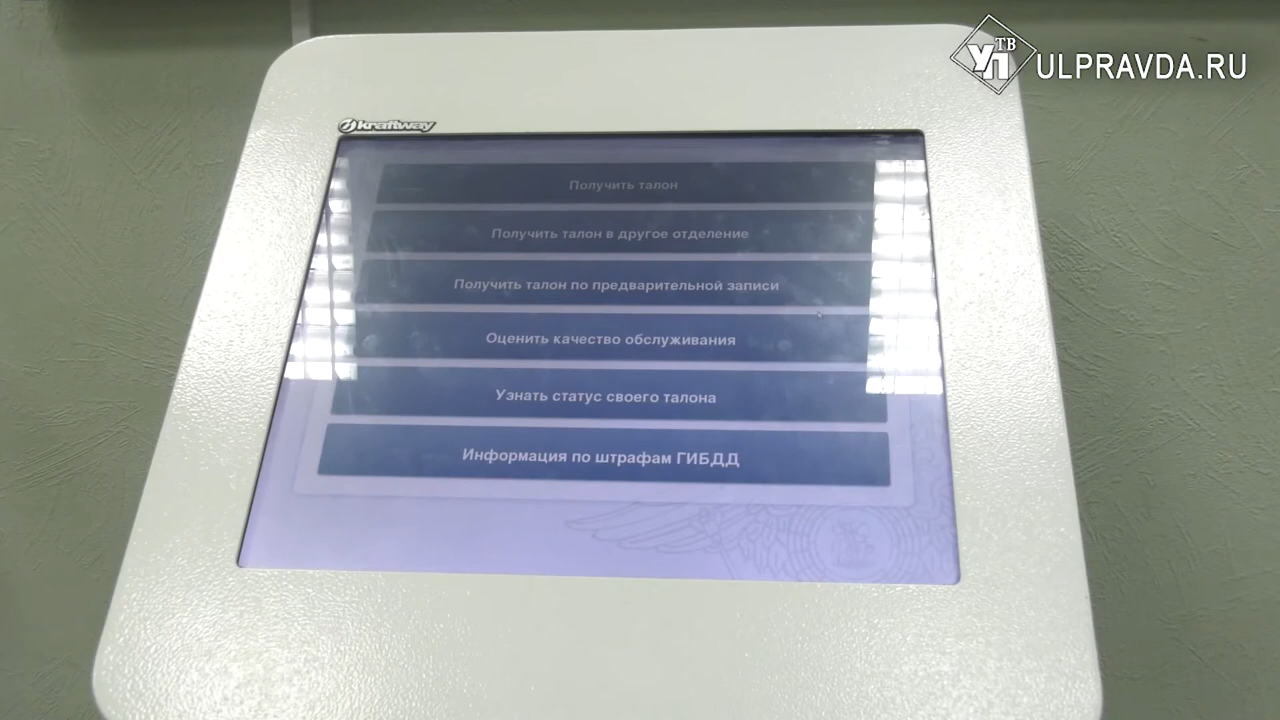 УП ТВ
ULPRAVDA.RU
kraftway
Получить талон
Получить талон в другое отделение
Получить талон по предварительной записи
Оценить качество обслуживания
Узнать статус своего талона
Информация по штрафам ГИБДД